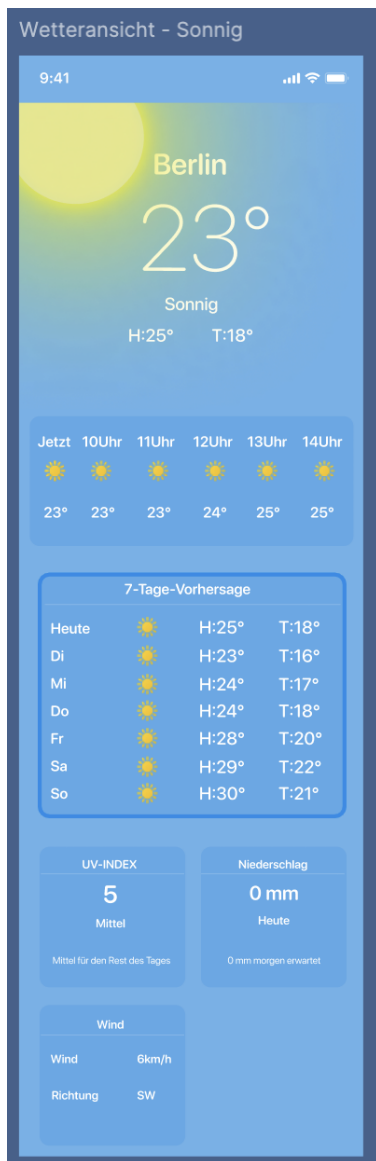 Wetteransicht - Sonnig
9:41
Berlin
23°
Sonnig
H:25° T:18°
Jetzt 10Uhr 11Uhr 12Uhr 13Uhr 14Uhr
23° 23° 23° 24° 25° 25°
7-Tage-Vorhersage
Heute H:25° T:18°
Di H:23° T:16°
Mi H:24° T:17°
Do H:24° T:18°
Fr H:28° T:20°
Sa H:29° T:22°
So H:30° T:21°
UV-INDEX
5
Mittel
Mittel für den Rest des Tages
Niederschlag
0 mm
Heute
0 mm morgen erwartet
Wind
Wind 6km/h
Richtung SW